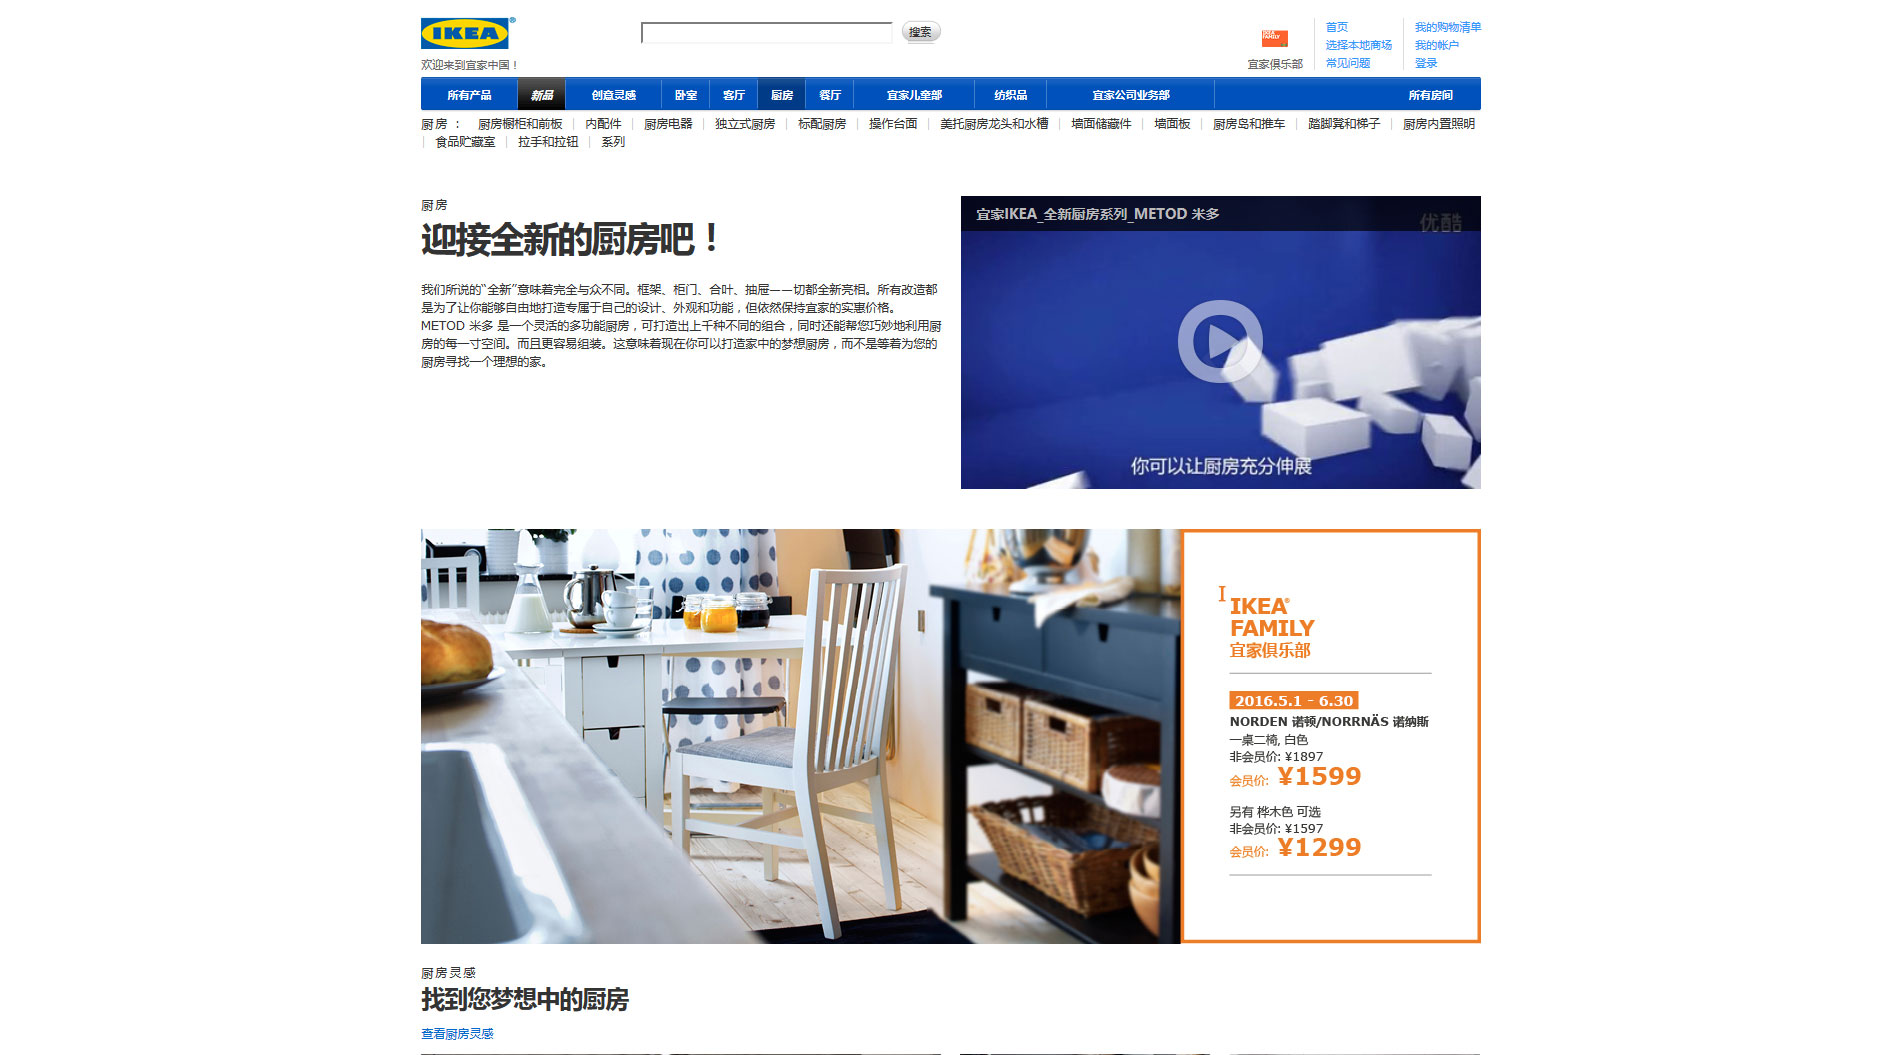 IKEA®
搜索
欢迎来到宜家中国！
宜家俱乐部
首页
选择本地商场
常见问题
我的购物清单
我的帐户
登录
所有产品 新品 创意灵感 卧室 客厅 厨房 餐厅 宜家儿童部 纺织品 宜家公司业务部 所有房间
厨房 ： 厨房橱柜和前板 | 内配件 | 厨房电器 | 独立式厨房 | 标配厨房 | 操作台面 | 美托厨房龙头和水槽 | 墙面储藏件 | 墙面板 | 厨房岛和推车 | 踏脚凳和梯子 | 厨房内置照明
| 食品贮藏室 | 拉手和拉钮 | 系列
厨房
迎接全新的厨房吧！
我们所说的“全新”意味着完全与众不同。框架、柜门、合叶、抽屉——切都全新亮相。所有改造都
是为了让你能够自由地打造专属于自己的设计、外观和功能，但依然保持宜家的实惠价格。
METOD 米多 是一个灵活的多功能厨房，可打造出上千种不同的组合，同时还能帮您巧妙地利用厨
房的每一寸空间。而且更容易组装。这意味着现在你可以打造家中的梦想厨房，而不是等着为您的
厨房寻找一个理想的家。
宜家IKEA_全新厨房系列_METOD 米多
优酷
你可以让厨房充分伸展
IKEA®
FAMILY
宜家俱乐部
2016.5.1 - 6.30
NORDEN 诺顿/NORRNÄS 诺纳斯
一桌二椅, 白色
非会员价: ¥1897
会员价: ¥1599
另有 桦木色 可选
非会员价: ¥1597
会员价: ¥1299
厨房灵感
找到您梦想中的厨房
查看厨房灵感